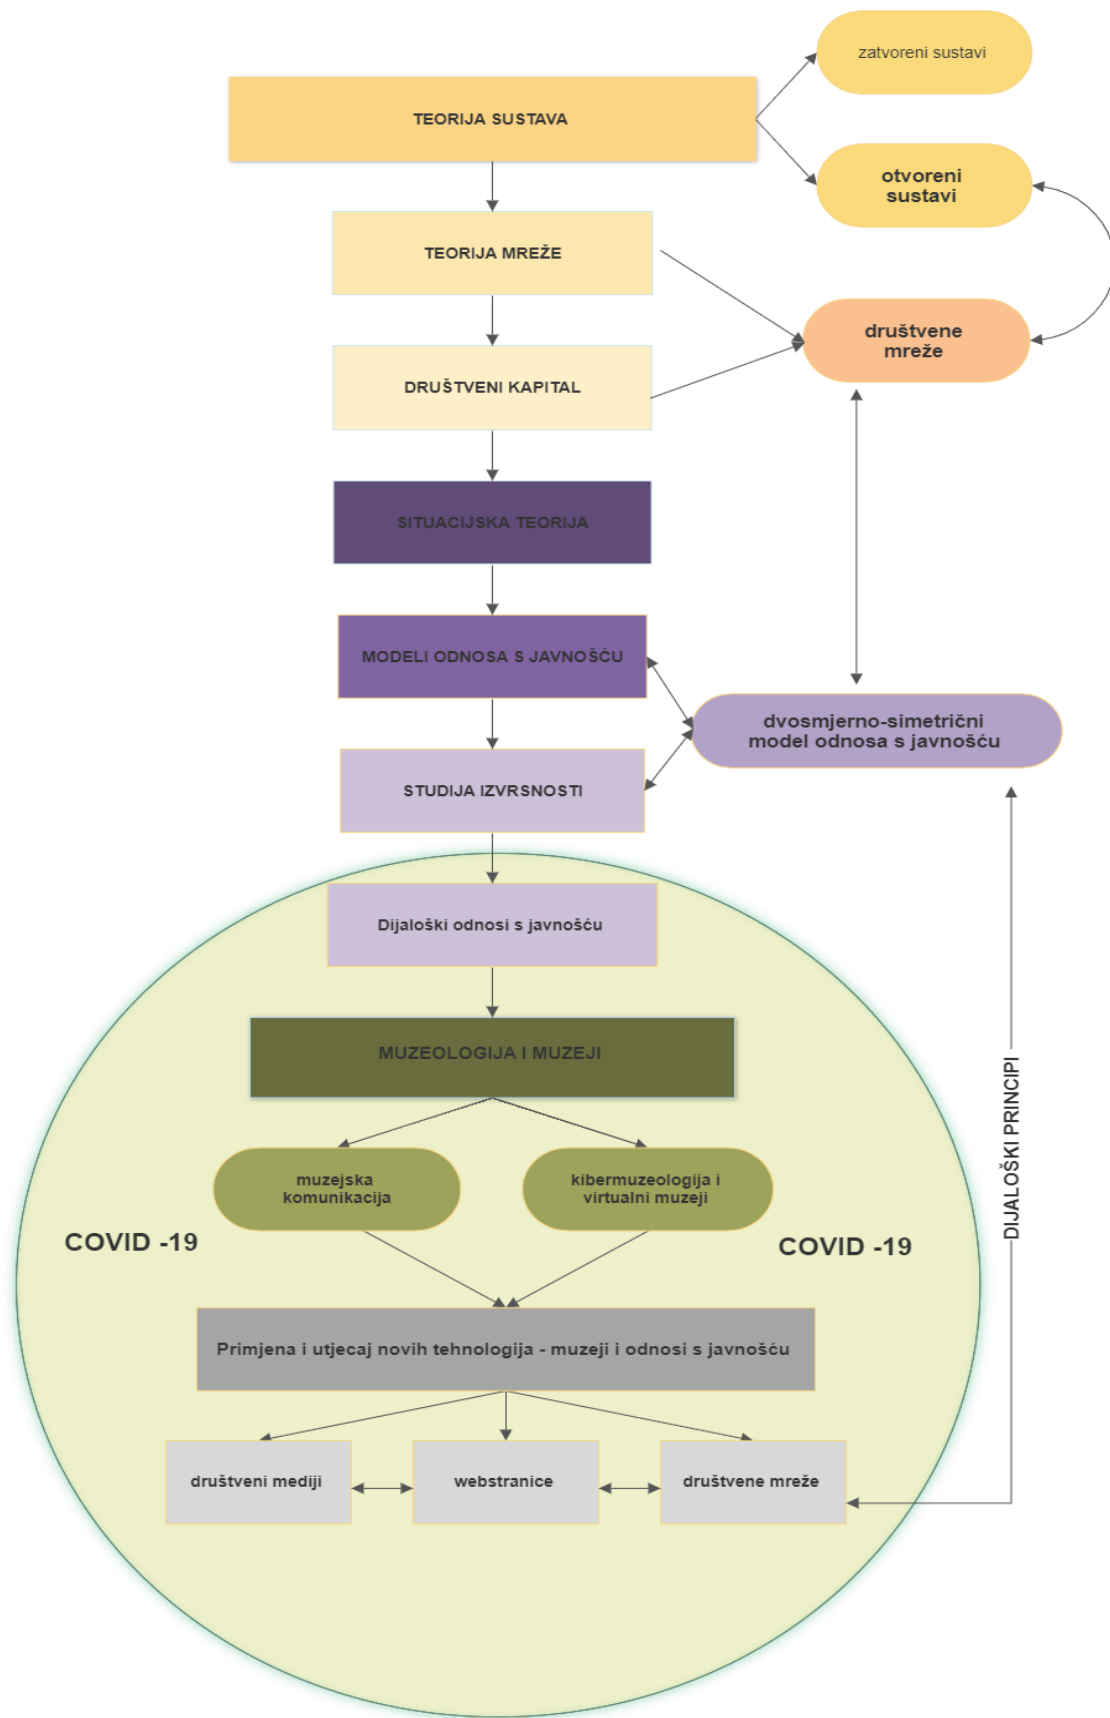 zatvoreni sustavi
TEORIJA SUSTAVA
otvoreni
sustavi
TEORIJA MREŽE
društvene
mreže
DRUŠTVENI KAPITAL
SITUACIJSKA TEORIJA
MODELI ODNOSA S JAVNOŠĆU
dvosmjerno-simetrični
model odnosa s javnošću
STUDIJA IZVRSNOSTI
Dijaloški odnosi s javnošću
MUZEOLOGIJA I MUZEJI
DIJALOŠKI PRINCIPI
muzejska
komunikacija
kibermuzeologija i
virtualni muzeji
COVID -19
COVID -19
Primjena i utjecaj novih tehnologija - muzeji i odnosi s javnošću
društveni mediji
webstranice
društvene mreže